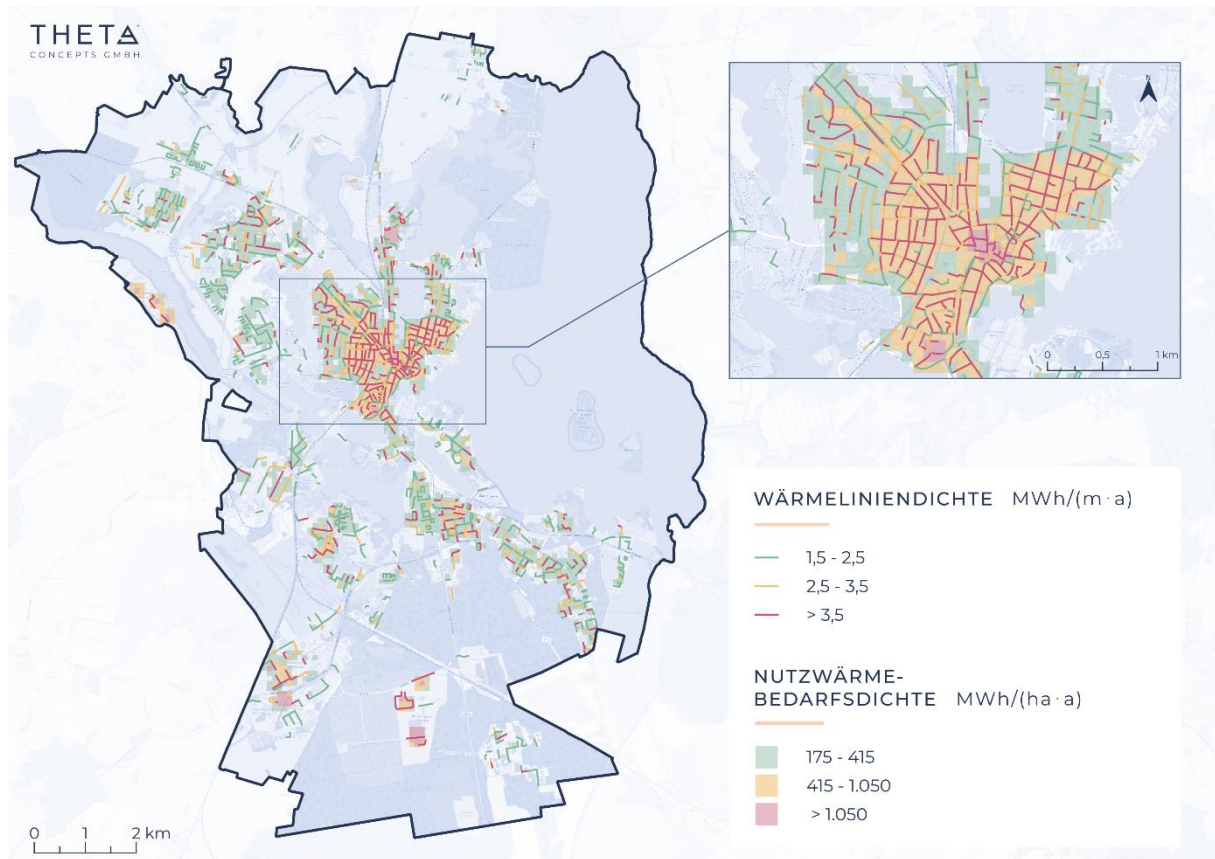 THETA
CONCEPTS GMBH
N
0 0,5 1 km
WÄRMELINIENDICHTE MWh/(m·a)
1,5 - 2,5
2,5 - 3,5
> 3,5
NUTZWÄRME-
BEDARFSDICHTE MWh/(ha·a)
175 - 415
415 - 1.050
> 1.050
0 1 2 km